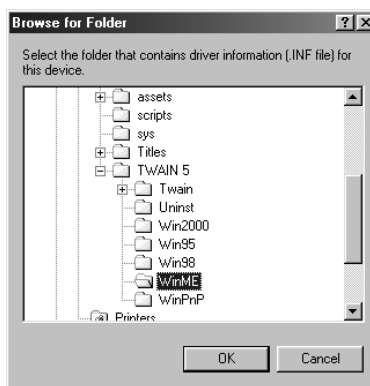 Browse for Folder
Select the folder that contains driver information (.INF file) for
this device.
assets
scripts
sys
Titles
TWAIN 5
Twain
Uninst
Win2000
Win95
Win98
WinME
WinPnP
Printers
OK Cancel